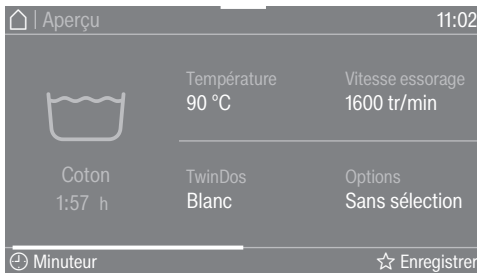 | Aperçu 11:02
Température Vitesse essorage
90 °C 1600 tr/min
Coton TwinDos Options
1:57 h Blanc Sans sélection
Minuteur Enregistrer